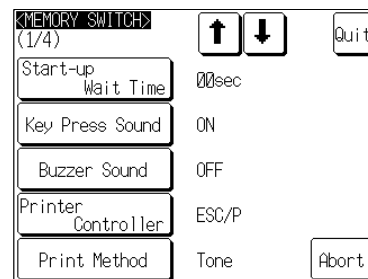 <MEMORY SWITCH>
(1/4)
Quit
Start-up
Wait Time
00sec
Key Press Sound
ON
Buzzer Sound
OFF
Printer
Controller
ESC/P
Print Method
Tone
Abort